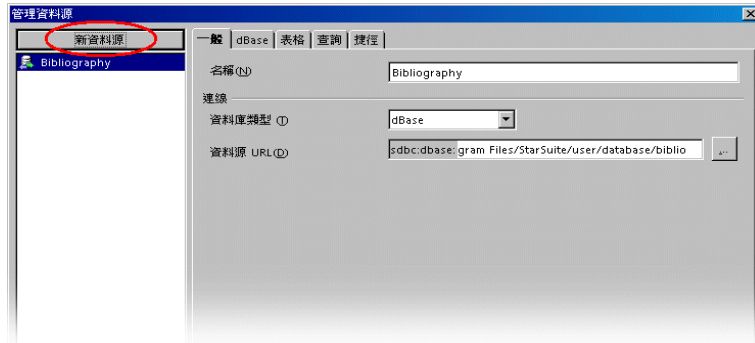 管理資料源
新資料源
Bibliography
一般 dBase 表格 查詢 捷徑
名稱(N) Bibliography
連線
資料庫類型 (T) dBase
資料源 URL(D) sdbc:dbase: gram Files/StarSuite/user/database/biblio ...